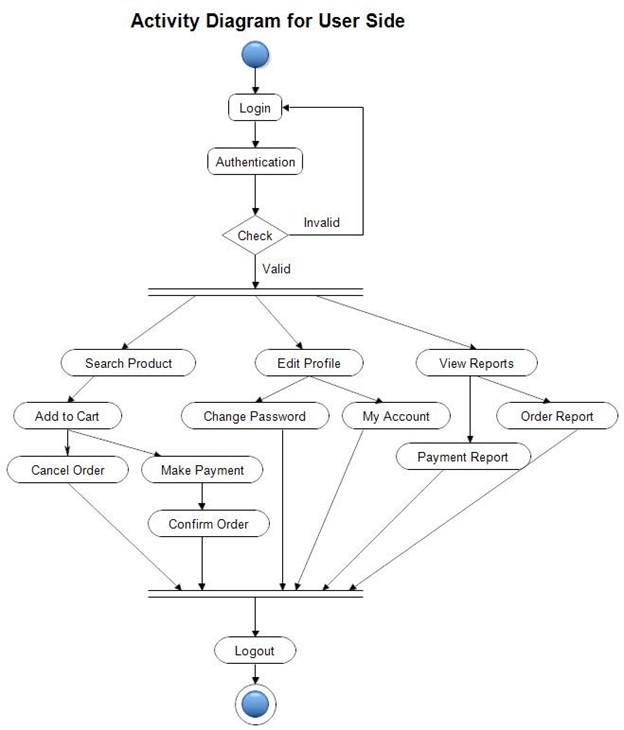 Activity Diagram for User Side
Login
Authentication
Check
Invalid
Valid
Search Product
Edit Profile
View Reports
Add to Cart
Change Password
My Account
Order Report
Cancel Order
Make Payment
Payment Report
Confirm Order
Logout